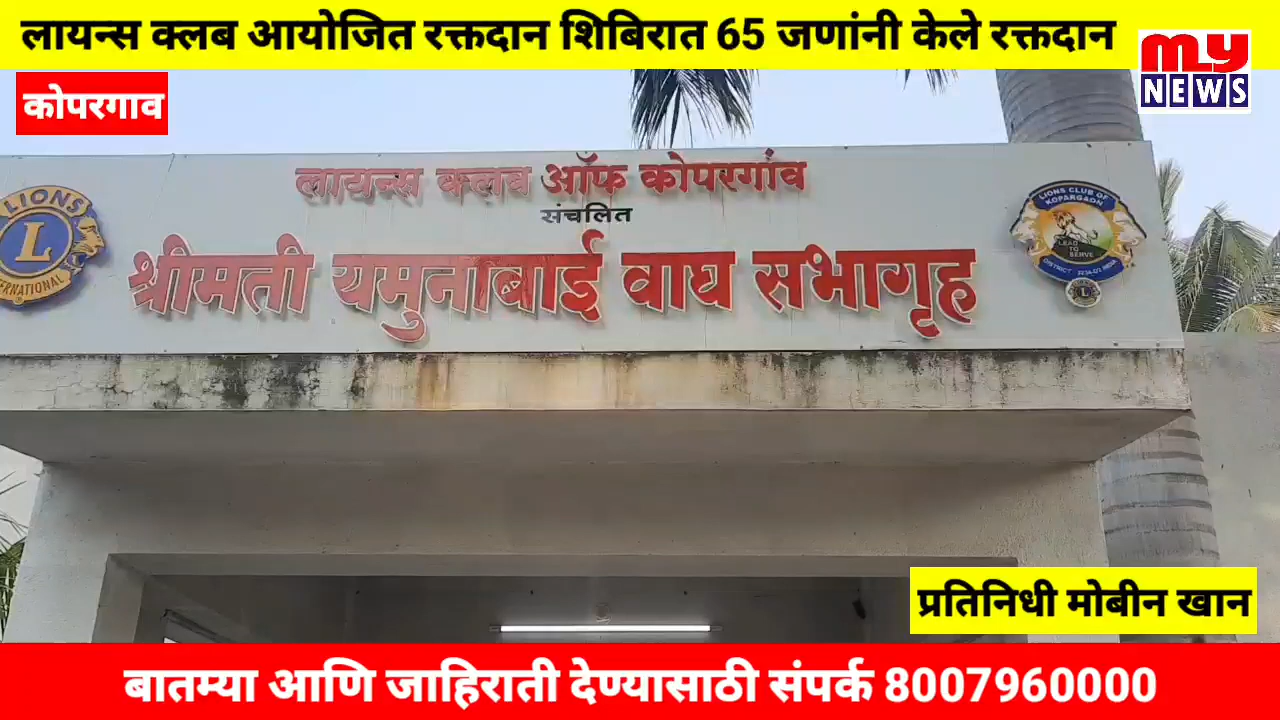 लायन्स क्लब आयोजित रक्तदान शिबिरात 65 जणांनी केले रक्तदान
MY
NEWS
कोपरगाव
लायन्स क्लब ऑफ कोपरगांव
संचलित
श्रीमती यमुनाबाई वाघ सभागृह
LIONS
L
INTERNATIONAL
LIONS CLUB OF
KOPARGAON
LEAD
TO
SERVE
L
प्रतिनिधी मोबीन खान
बातम्या आणि जाहिराती देण्यासाठी संपर्क 8007960000